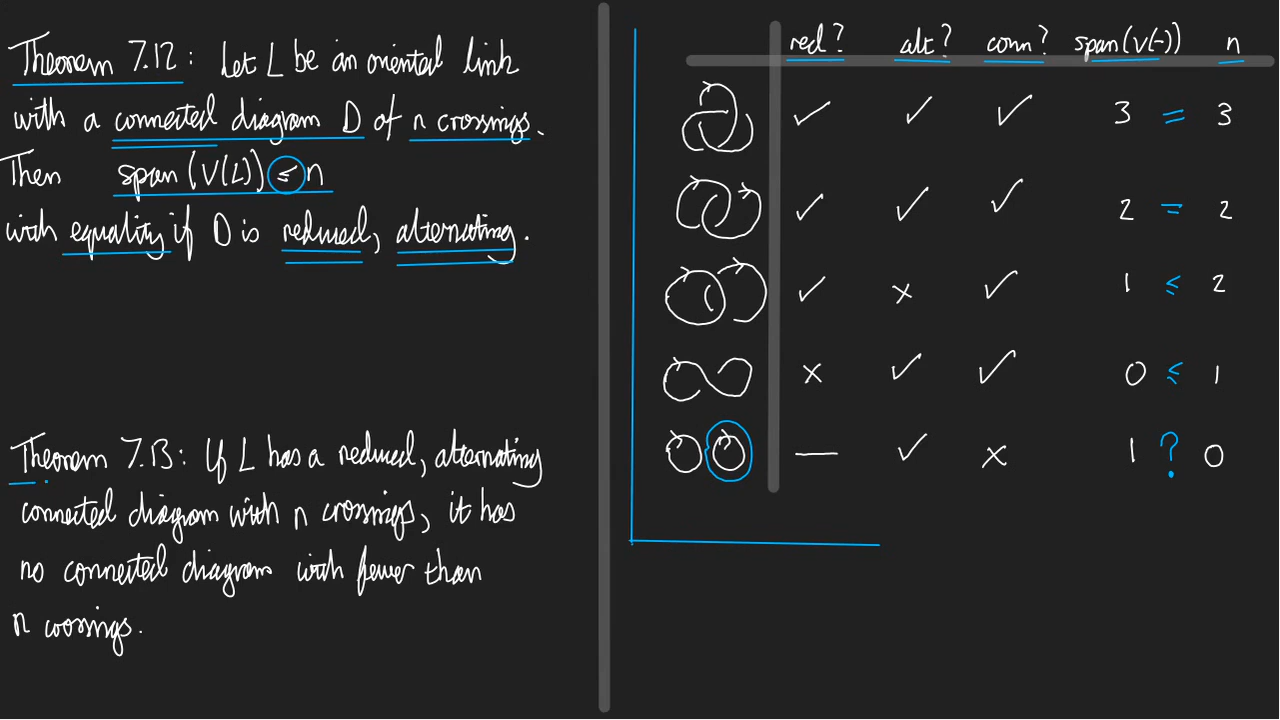 Theorem 7.12: Let L be an oriental link
with a connected diagram D of n crossings.
Then span(V(L)) ≤ n
with equality if D is reduced, alternating.
Theorem 7.13: If L has a reduced, alternating
connected diagram with n crossings, it has
no connected diagram with fewer than
n crossings.
red? alt? conn? span(V(-)) n
✓ ✓ ✓ 3 = 3
✓ ✓ ✓ 2 = 2
✓ x ✓ 1 ≤ 2
x ✓ ✓ 0 ≤ 1
— ✓ x 1 ? 0